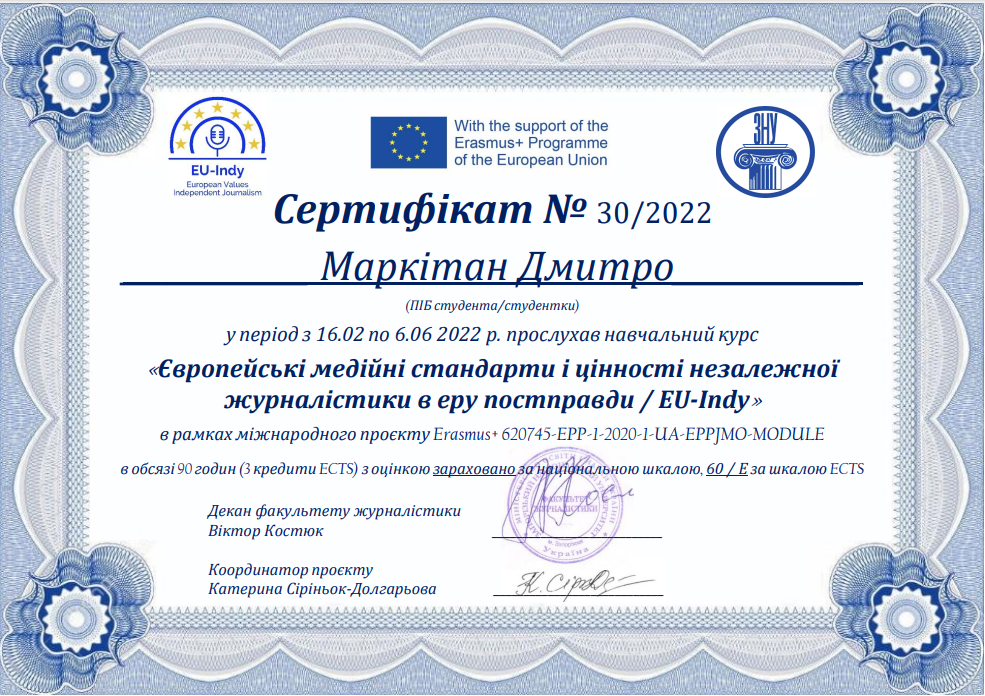 EU-Indy
European Values
Independent Journalism
With the support of the
Erasmus+ Programme
of the European Union
ЗНУ
Сертифікат № 30/2022
Маркітан Дмитро
(ПІБ студента/студентки)
у період з 16.02 по 6.06 2022 р. прослухав навчальний курс
«Європейські медійні стандарти і цінності незалежної
журналістики в еру постправди / EU-Indy»
в рамках міжнародного проєкту Erasmus+ 620745-EPP-1-2020-1-UA-EPPJMO-MODULE
в обсязі 90 годин (3 кредити ECTS) з оцінкою зараховано за національною шкалою, 60 / E за шкалою ECTS
Декан факультету журналістики
Віктор Костюк
ФАКУЛЬТЕТ
ЖУРНАЛІСТИКИ
Україна
Координатор проєкту
Катерина Сіріньок-Долгарьова